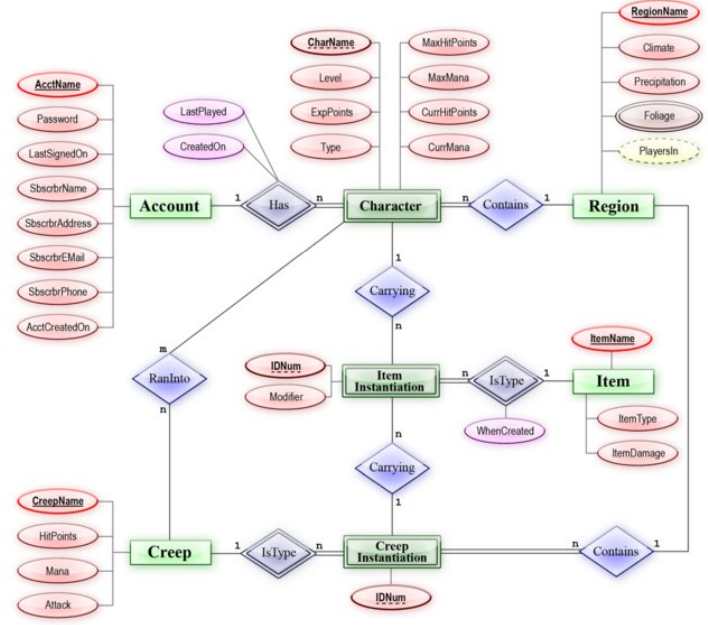 RegionName
CharName
MaxHitPoints
Climate
AcctName
Level
MaxMana
Precipitation
LastPlayed
ExpPoints
CurrHitPoints
Foliage
Password
CreatedOn
Type
CurrMana
PlayersIn
LastSignedOn
SbscrbrName
Account
1
Has
n
Character
n
Contains
1
Region
SbscrbrAddress
SbscrbrEMail
1
SbscrbrPhone
Carrying
AcctCreatedOn
n
ItemName
m
RanInto
n
IDNum
Modifier
Item
Instantiation
n
IsType
1
Item
WhenCreated
ItemType
ItemDamage
n
Carrying
1
CreepName
HitPoints
Mana
Attack
Creep
1
IsType
n
Creep
Instantiation
n
Contains
1
IDNum